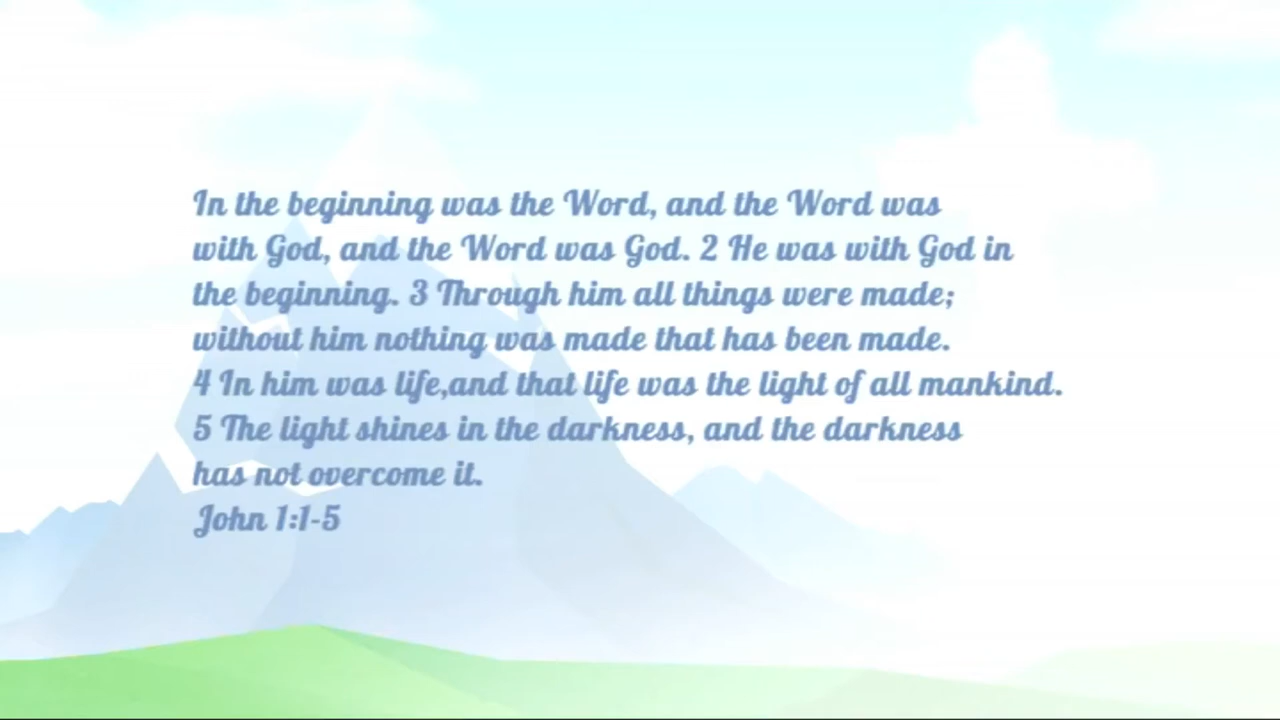 In the beginning was the Word, and the Word was
with God, and the Word was God. 2 He was with God in
the beginning. 3 Through him all things were made;
without him nothing was made that has been made.
4 In him was life,and that life was the light of all mankind.
5 The light shines in the darkness, and the darkness
has not overcome it.
John 1:1-5